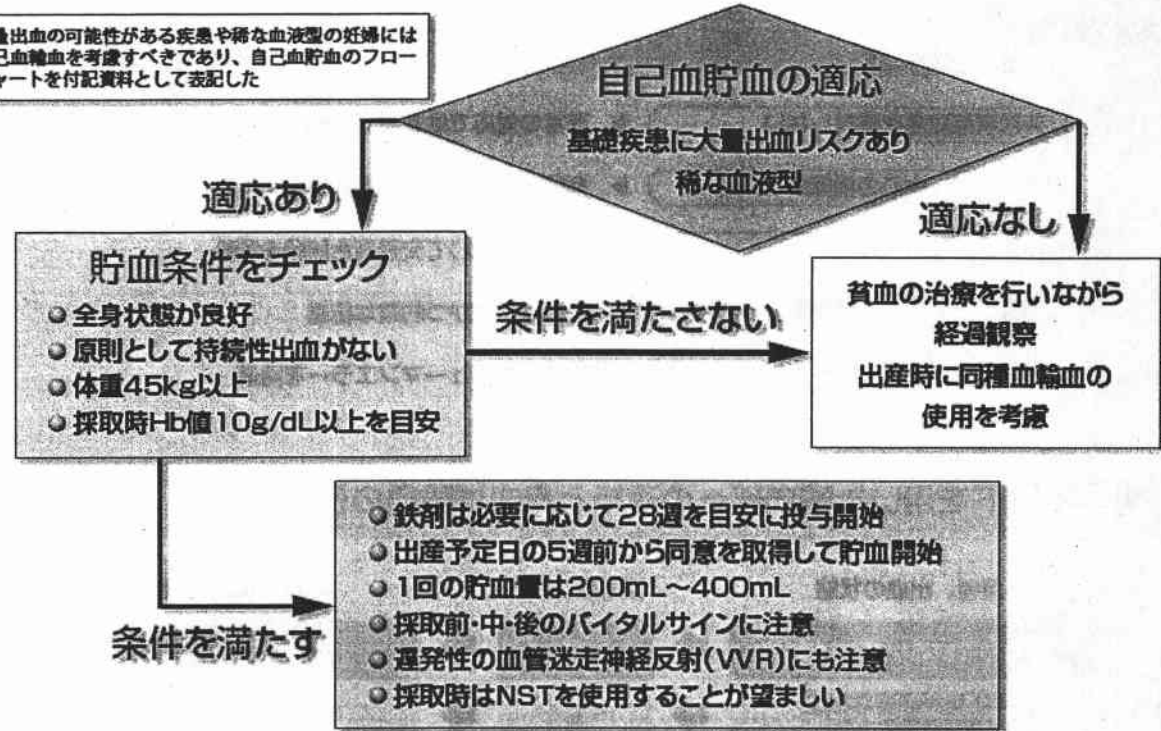 出血の可能性がある疾患や稀な血液型の妊婦には
己血輸血を考慮すべきであり、自己血貯血のフロー
ャートを付記資料として表記した
自己血貯血の適応
基礎疾患に大量出血リスクあり
稀な血液型
適応あり
適応なし
貯血条件をチェック
● 全身状態が良好
● 原則として持続性出血がない
● 体重45kg以上
● 採取時Hb値10g/dL以上を目安
条件を満たさない
貧血の治療を行いながら
経過観察
出産時に同種血輸血の
使用を考慮
条件を満たす
● 鉄剤は必要に応じて28週を目安に投与開始
● 出産予定日の5週前から同意を取得して貯血開始
● 1回の貯血量は200mL～400mL
● 採取前・中・後のバイタルサインに注意
● 遅発性の血管迷走神経反射(VVR)にも注意
● 採取時はNSTを使用することが望ましい